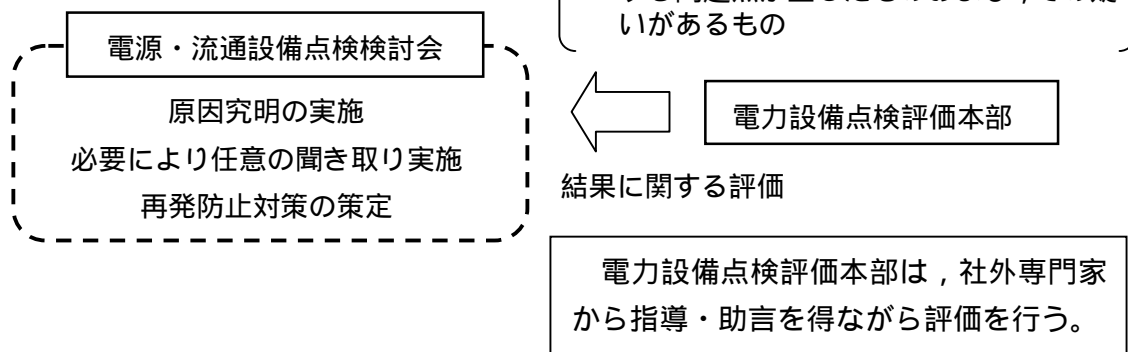 いがあるもの
電源・流通設備点検検討会
原因究明の実施
必要により任意の聞き取り実施
再発防止対策の策定
電力設備点検評価本部
結果に関する評価
電力設備点検評価本部は，社外専門家
から指導・助言を得ながら評価を行う。